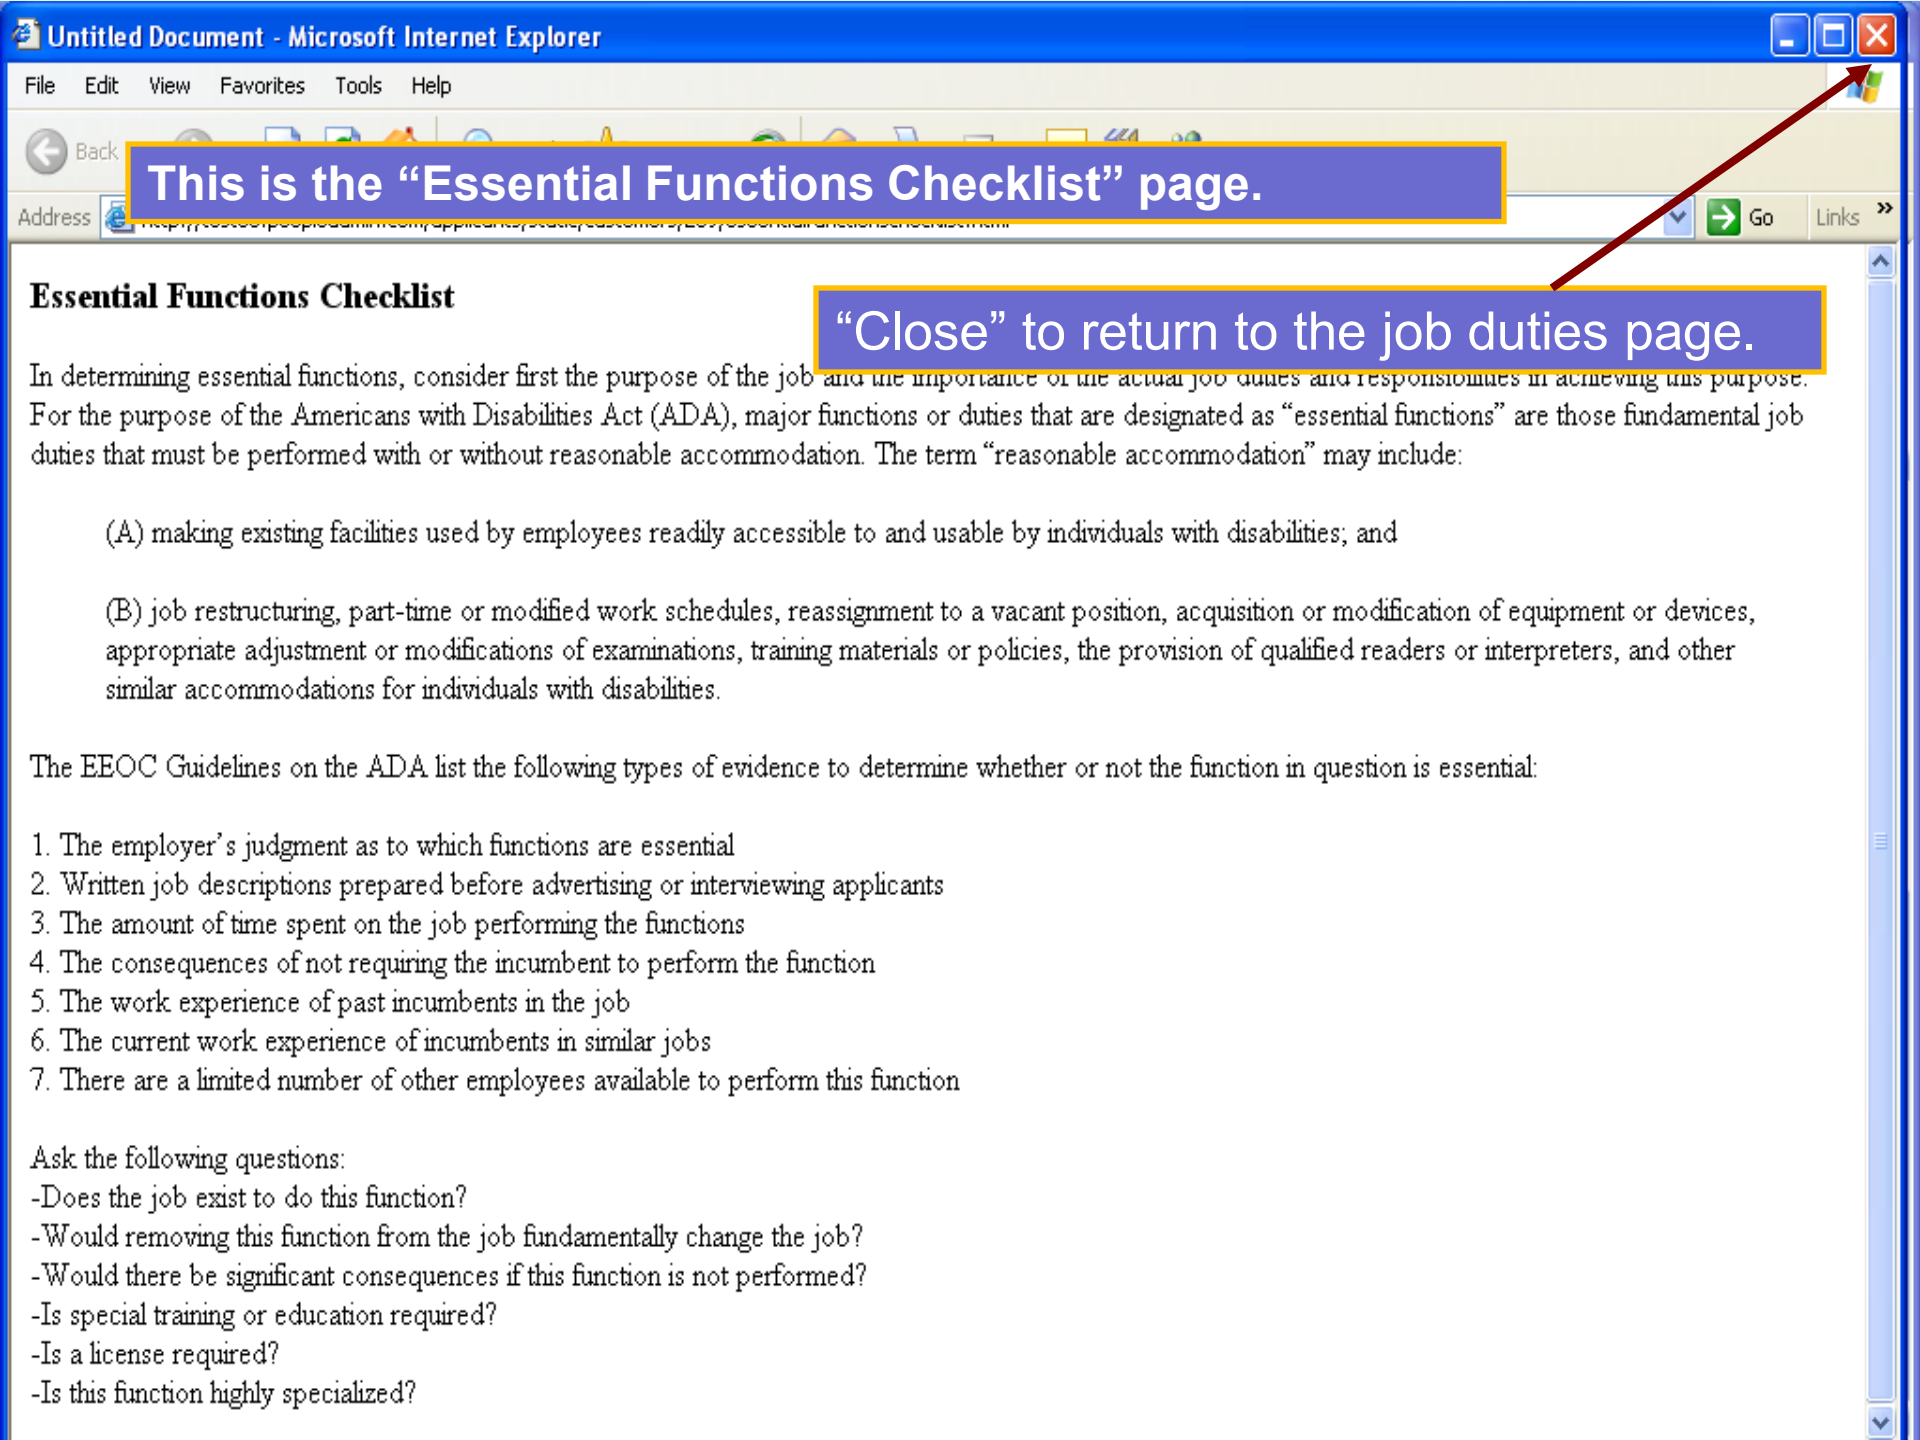 Untitled Document - Microsoft Internet Explorer
File Edit View Favorites Tools Help
Back
This is the “Essential Functions Checklist” page.
Address
Go Links »
Essential Functions Checklist
“Close” to return to the job duties page.
In determining essential functions, consider first the purpose of the job and the importance of the actual job duties and responsibilities in achieving this purpose.
For the purpose of the Americans with Disabilities Act (ADA), major functions or duties that are designated as “essential functions” are those fundamental job
duties that must be performed with or without reasonable accommodation. The term “reasonable accommodation” may include:
(A) making existing facilities used by employees readily accessible to and usable by individuals with disabilities; and
(B) job restructuring, part-time or modified work schedules, reassignment to a vacant position, acquisition or modification of equipment or devices,
appropriate adjustment or modifications of examinations, training materials or policies, the provision of qualified readers or interpreters, and other
similar accommodations for individuals with disabilities.
The EEOC Guidelines on the ADA list the following types of evidence to determine whether or not the function in question is essential:
1. The employer’s judgment as to which functions are essential
2. Written job descriptions prepared before advertising or interviewing applicants
3. The amount of time spent on the job performing the functions
4. The consequences of not requiring the incumbent to perform the function
5. The work experience of past incumbents in the job
6. The current work experience of incumbents in similar jobs
7. There are a limited number of other employees available to perform this function
Ask the following questions:
-Does the job exist to do this function?
-Would removing this function from the job fundamentally change the job?
-Would there be significant consequences if this function is not performed?
-Is special training or education required?
-Is a license required?
-Is this function highly specialized?